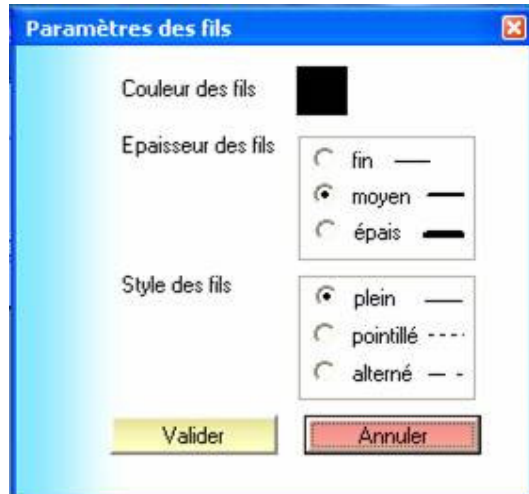 Paramètres des fils
Couleur des fils
Epaisseur des fils
fin
moyen
épais
Style des fils
plein
pointillé
alterné
Valider
Annuler